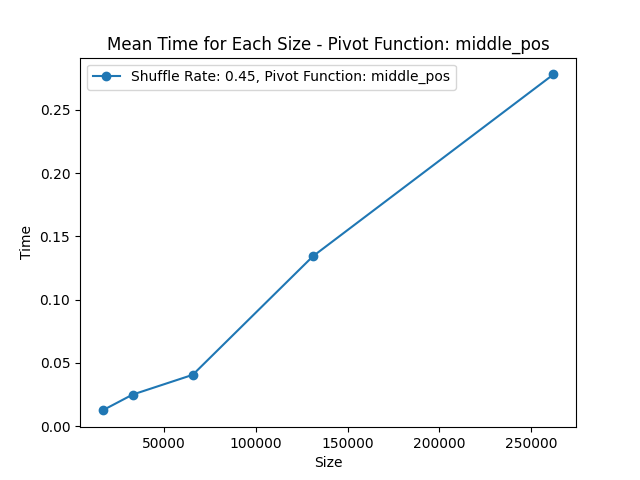 Mean Time for Each Size - Pivot Function: middle_pos
Shuffle Rate: 0.45, Pivot Function: middle_pos
0.25
0.20
0.15
0.10
0.05
0.00
Time
50000
100000
150000
200000
250000
Size